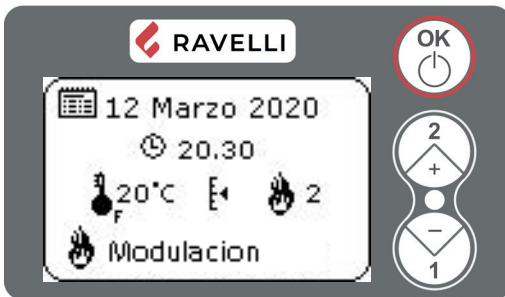 RAVELLI
OK
12 Marzo 2020
20.30
20°C 2
F
Modulacion
2
+
−
1